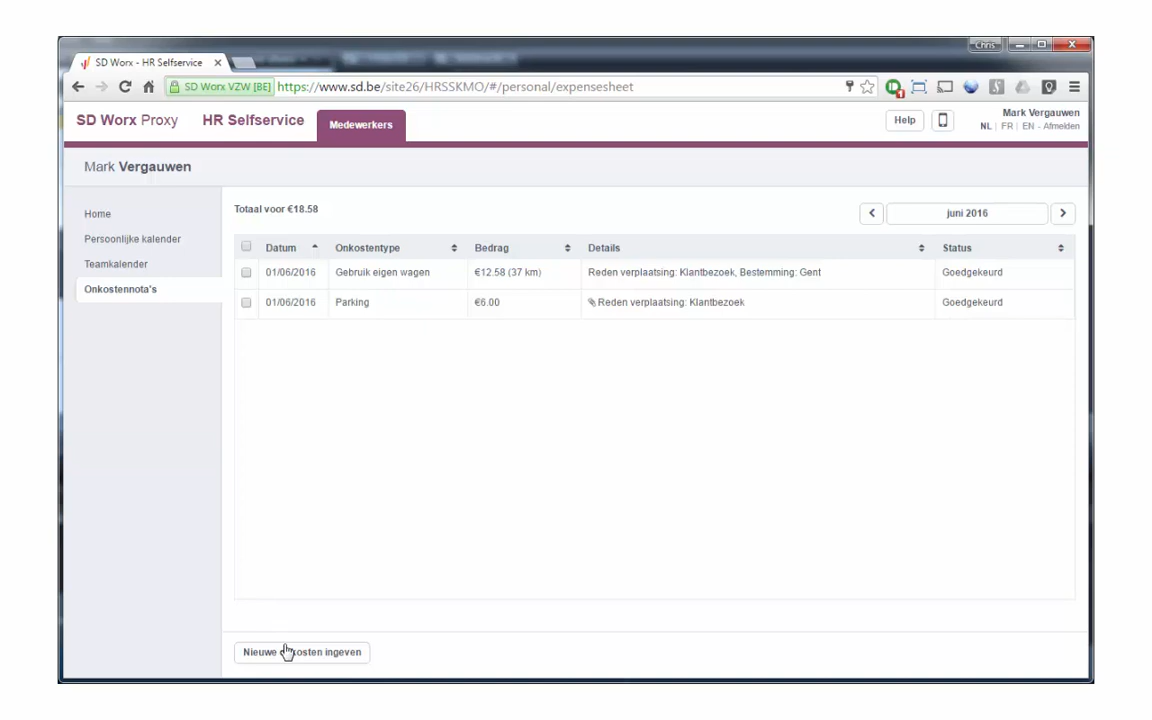 Chris
SD Worx - HR Selfservice
SD Worx VZW [BE] https://www.sd.be/site26/HRSSKMO/#/personal/expensesheet
SD Worx Proxy HR Selfservice Medewerkers Help Mark Vergauwen
NL | FR | EN - Afmelden
Mark Vergauwen
Home
Persoonlijke kalender
Teamkalender
Onkostennota's
Totaal voor €18.58
juni 2016
Datum Onkostentype Bedrag Details Status
01/06/2016 Gebruik eigen wagen €12.58 (37 km) Reden verplaatsing: Klantbezoek, Bestemming: Gent Goedgekeurd
01/06/2016 Parking €6.00 Reden verplaatsing: Klantbezoek Goedgekeurd
Nieuwe onkosten ingeven